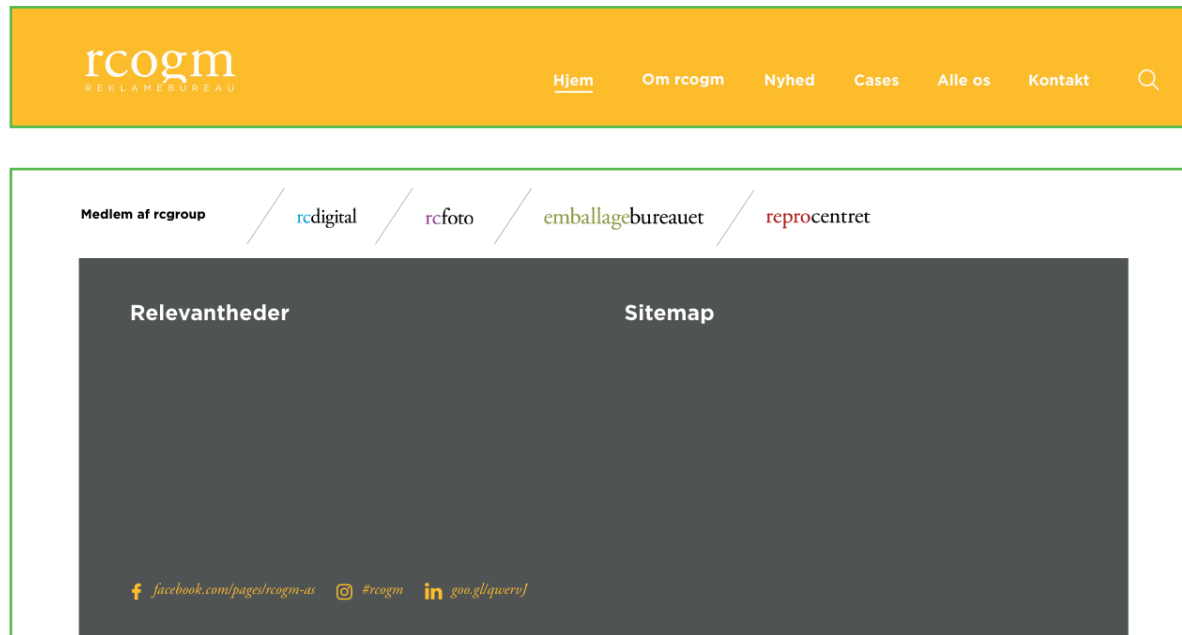 rcogm
REKLAMEBUREAU
Hjem Om rcogm Nyhed Cases Alle os Kontakt
Medlem af rcgroup rcdigital rcfoto emballagebureauet reprocentret
Relevantheder Sitemap
facebook.com/pages/rcogm-as #rcogm goo.gl/qwervJ